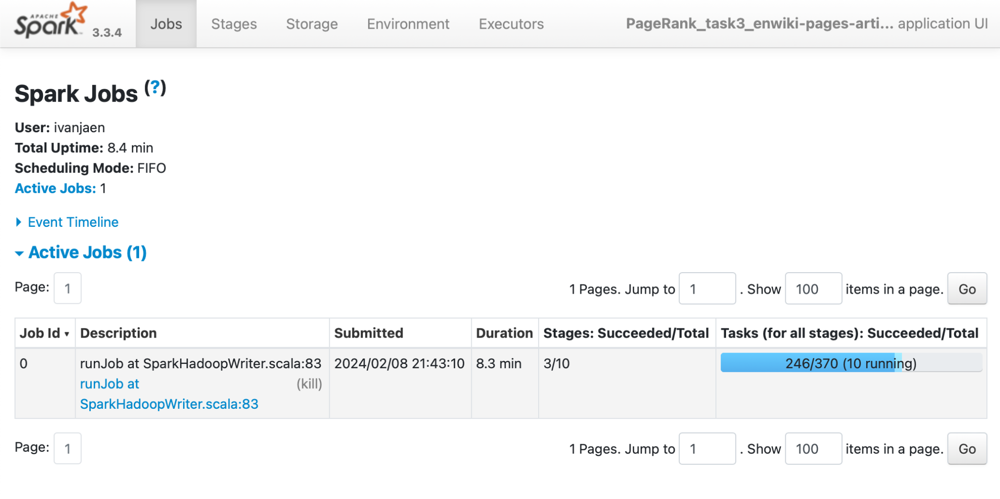 APACHE Spark™ 3.3.4 Jobs Stages Storage Environment Executors PageRank_task3_enwiki-pages-arti... application UI
Spark Jobs (?)
User: ivanjaen
Total Uptime: 8.4 min
Scheduling Mode: FIFO
Active Jobs: 1
Event Timeline
Active Jobs (1)
Page: 1 1 Pages. Jump to 1 . Show 100 items in a page. Go
Job Id ▾ Description Submitted Duration Stages: Succeeded/Total Tasks (for all stages): Succeeded/Total
0 runJob at SparkHadoopWriter.scala:83 2024/02/08 21:43:10 8.3 min 3/10 246/370 (10 running)
runJob at (kill)
SparkHadoopWriter.scala:83
Page: 1 1 Pages. Jump to 1 . Show 100 items in a page. Go